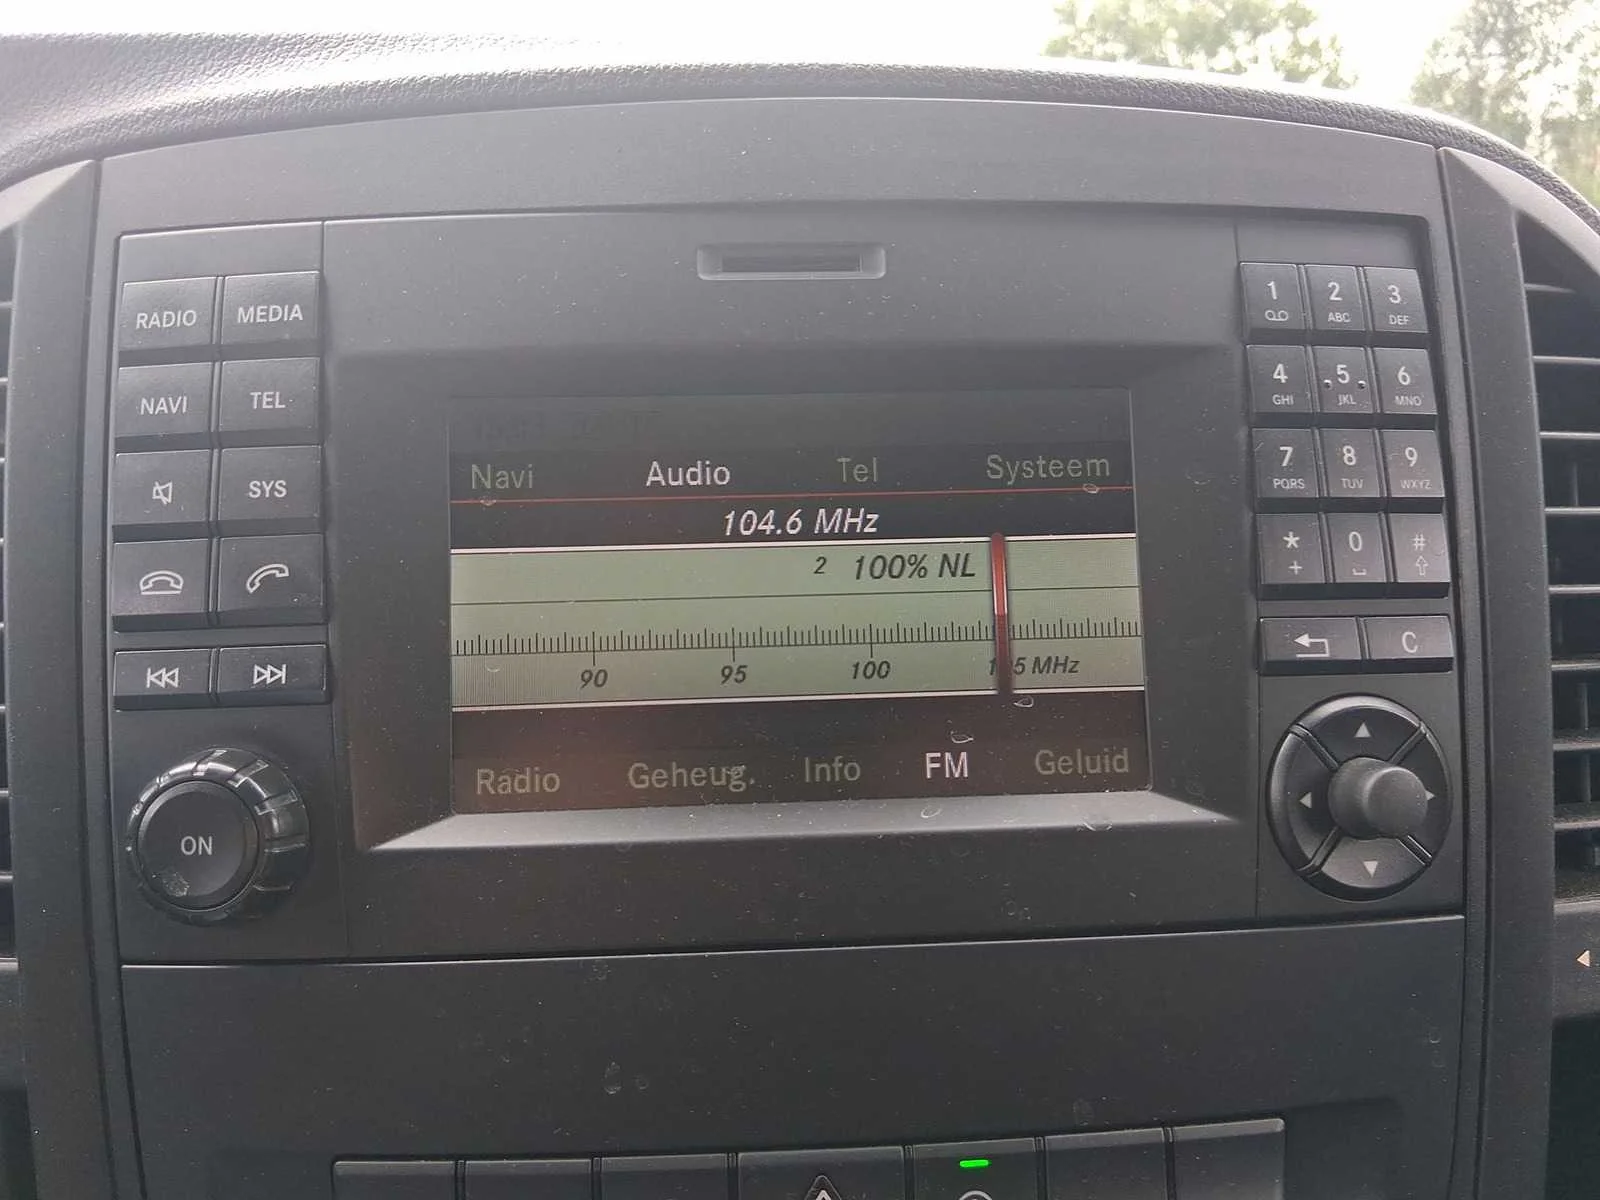 RADIO MEDIA
NAVI TEL
SYS
ON
Navi Audio Tel Systeem
104.6 MHz
2 100% NL
90 95 100 105 MHz
Radio Geheug. Info FM Geluid
1 2 ABC 3 DEF
4 GHI 5 JKL 6 MNO
7 PQRS 8 TUV 9 WXYZ
* + 0 #
C